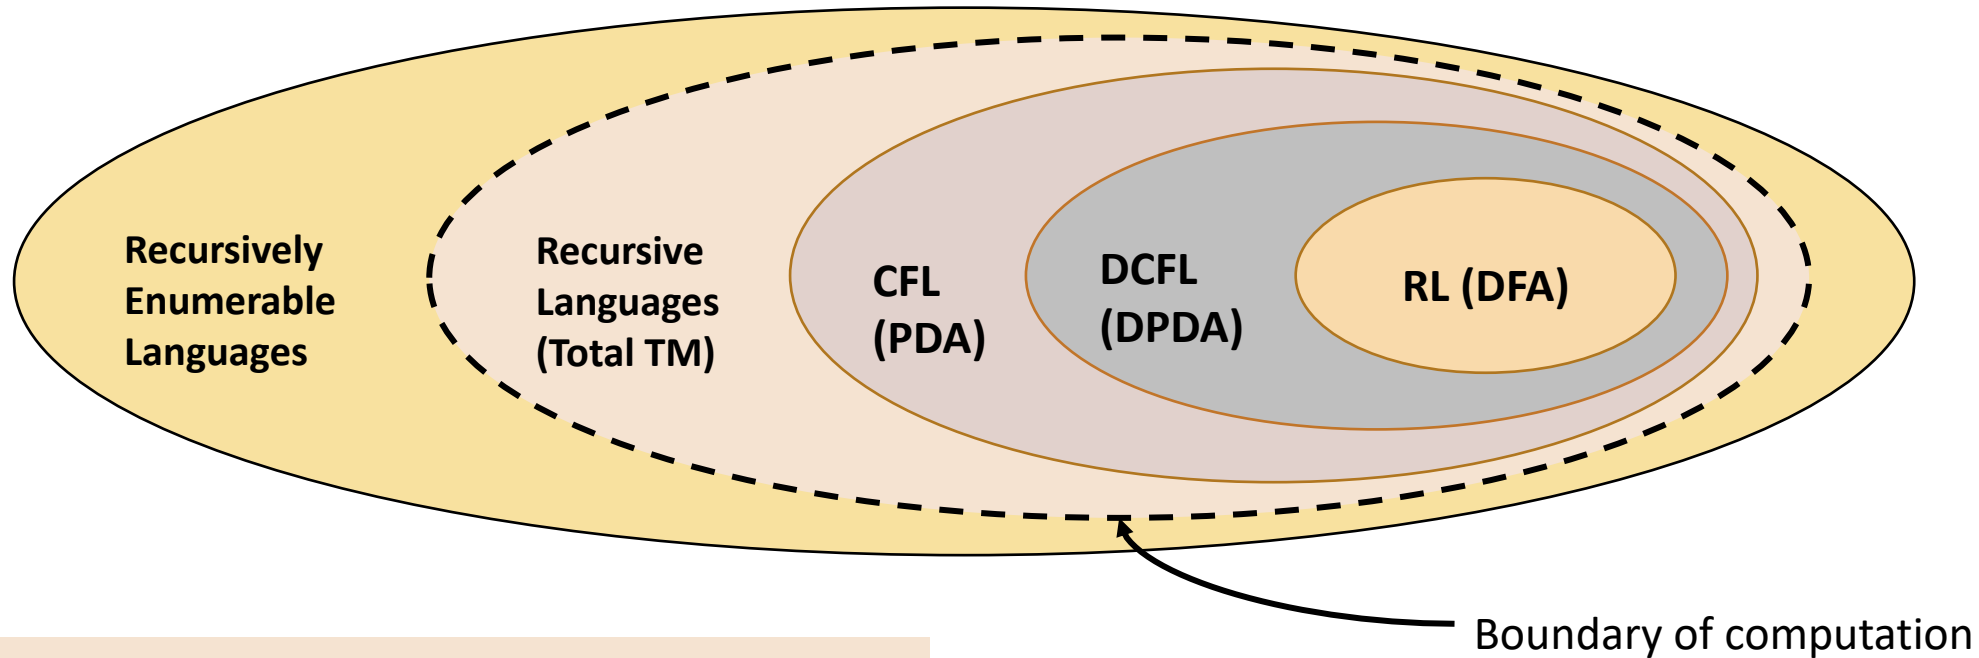 Recursively
Enumerable
Languages
Recursive
Languages
(Total TM)
CFL
(PDA)
DCFL
(DPDA)
RL (DFA)
Boundary of computation